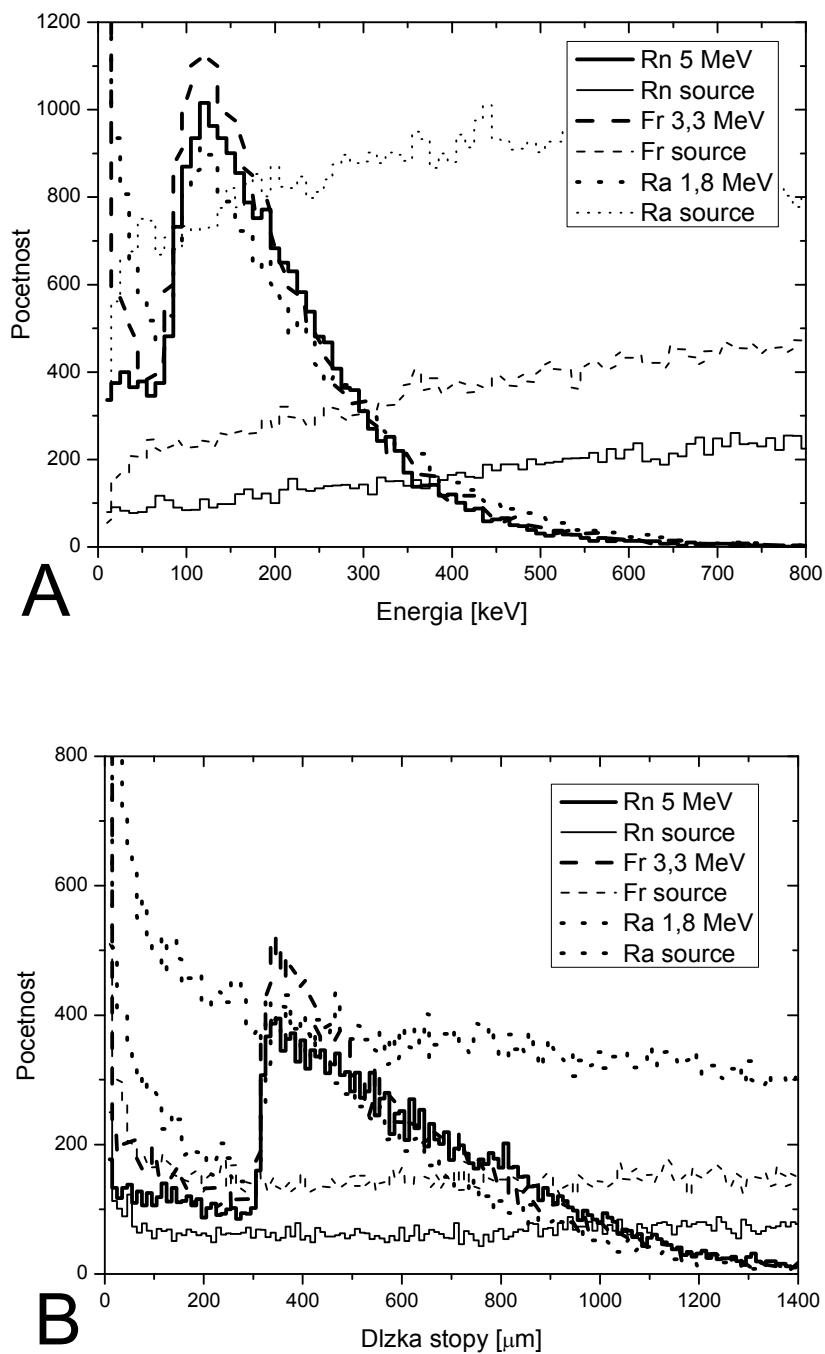 1200
1000
800
600
400
200
0
Pocetnost
Rn 5 MeV
Rn source
Fr 3,3 MeV
Fr source
Ra 1,8 MeV
Ra source
0 100 200 300 400 500 600 700 800
Energia [keV]
A
800
600
400
200
0
Pocetnost
Rn 5 MeV
Rn source
Fr 3,3 MeV
Fr source
Ra 1,8 MeV
Ra source
0 200 400 600 800 1000 1200 1400
Dlzka stopy [μm]
B